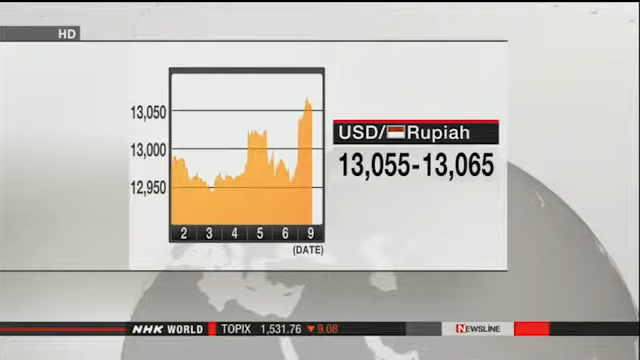 HD
13,050
13,000
12,950
2 3 4 5 6 9
(DATE)
USD/Rupiah
13,055-13,065
NHK WORLD TOPIX 1,531.76 ▼9.08 NEWSLINE